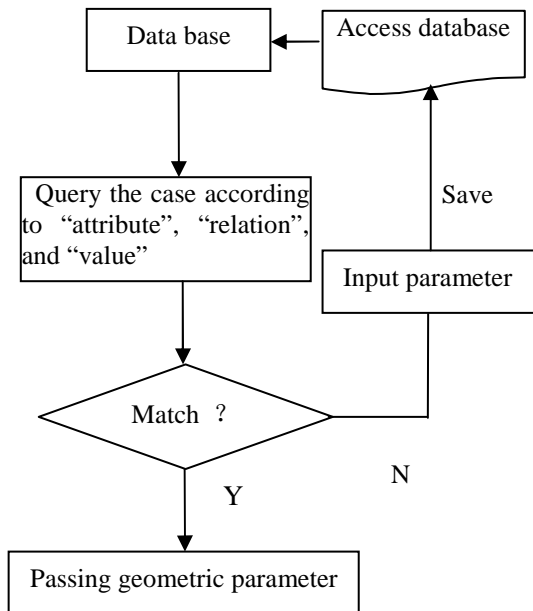 Data base
Access database
Query the case according
to “attribute”, “relation”,
and “value”
Save
Input parameter
Match ？
N
Y
Passing geometric parameter